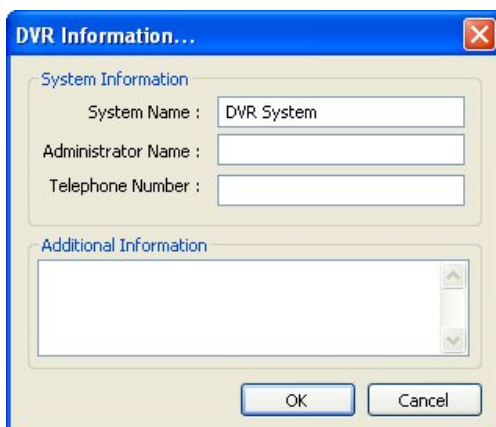 DVR Information...
System Information
System Name : DVR System
Administrator Name :
Telephone Number :
Additional Information
OK Cancel